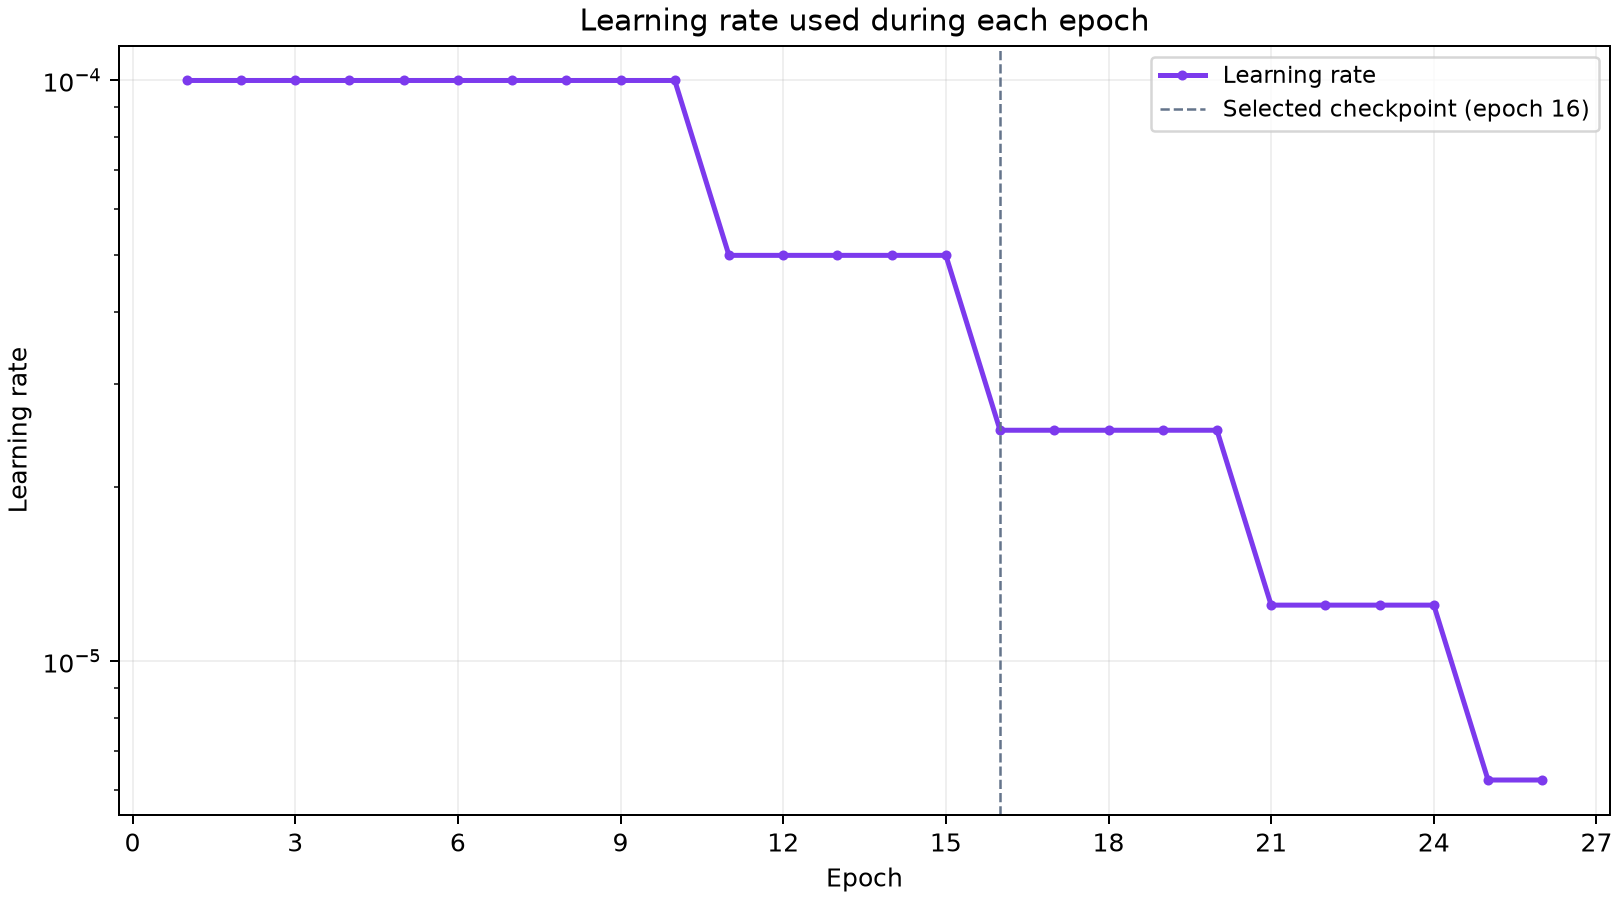 Learning rate used during each epoch
Learning rate
Selected checkpoint (epoch 16)
10⁻⁴
10⁻⁵
Learning rate
0 3 6 9 12 15 18 21 24 27
Epoch